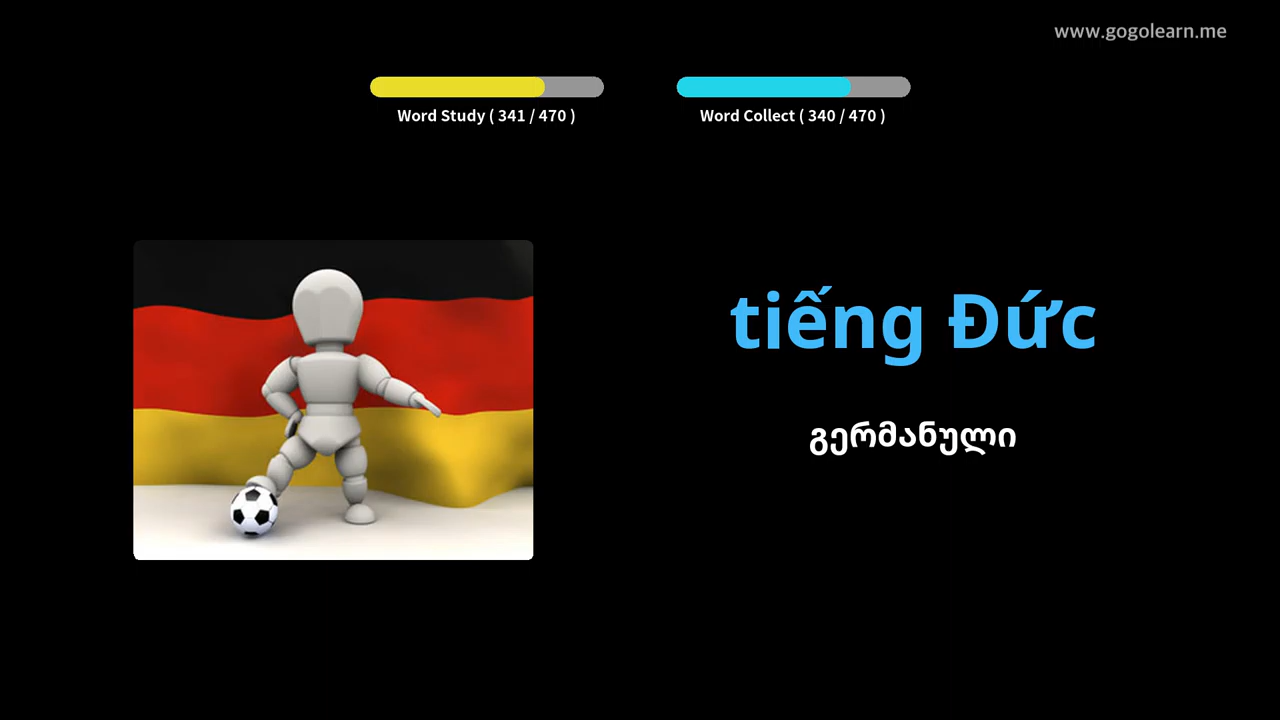 www.gogolearn.me
Word Study ( 341 / 470 )
Word Collect ( 340 / 470 )
tiếng Đức
გერმანული